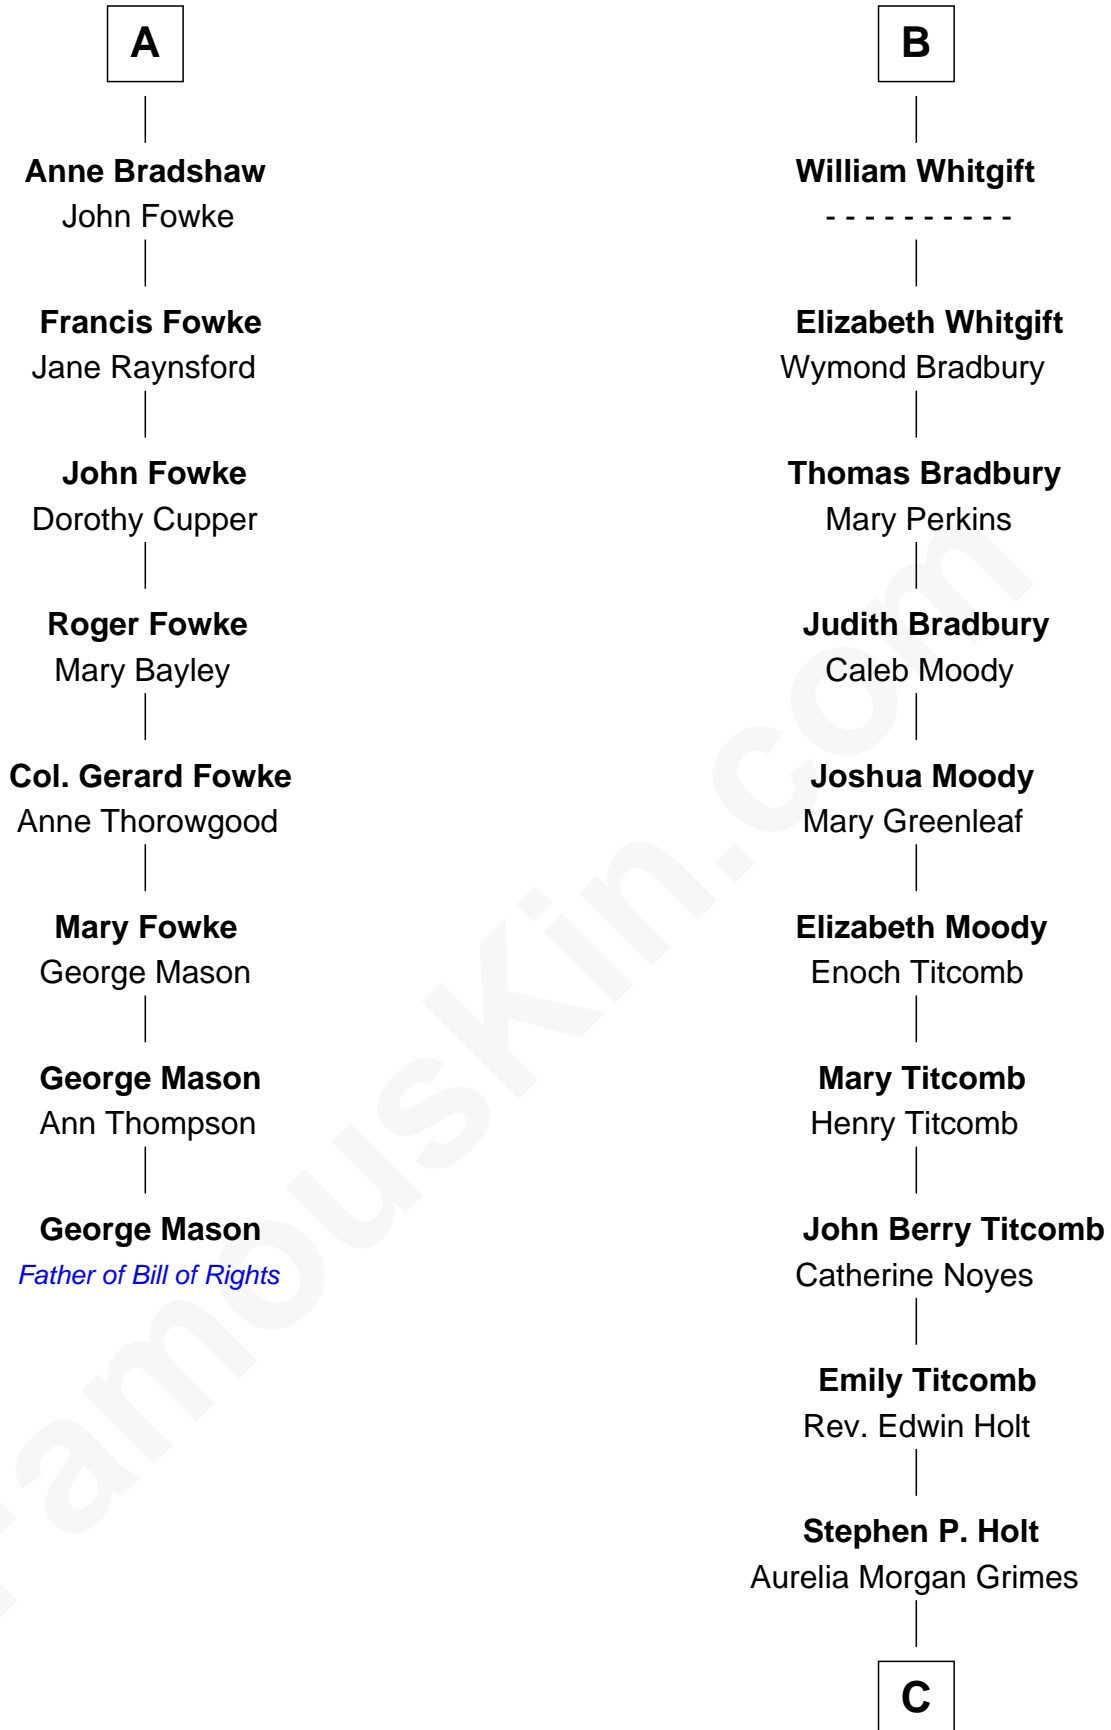 A
Anne Bradshaw
John Fowke
Francis Fowke
Jane Raynsford
John Fowke
Dorothy Cupper
Roger Fowke
Mary Bayley
Col. Gerard Fowke
Anne Thorowgood
Mary Fowke
George Mason
George Mason
Ann Thompson
George Mason
Father of Bill of Rights
B
William Whitgift
- - - - - - - - - -
Elizabeth Whitgift
Wymond Bradbury
Thomas Bradbury
Mary Perkins
Judith Bradbury
Caleb Moody
Joshua Moody
Mary Greenleaf
Elizabeth Moody
Enoch Titcomb
Mary Titcomb
Henry Titcomb
John Berry Titcomb
Catherine Noyes
Emily Titcomb
Rev. Edwin Holt
Stephen P. Holt
Aurelia Morgan Grimes
C
FamousKin.com